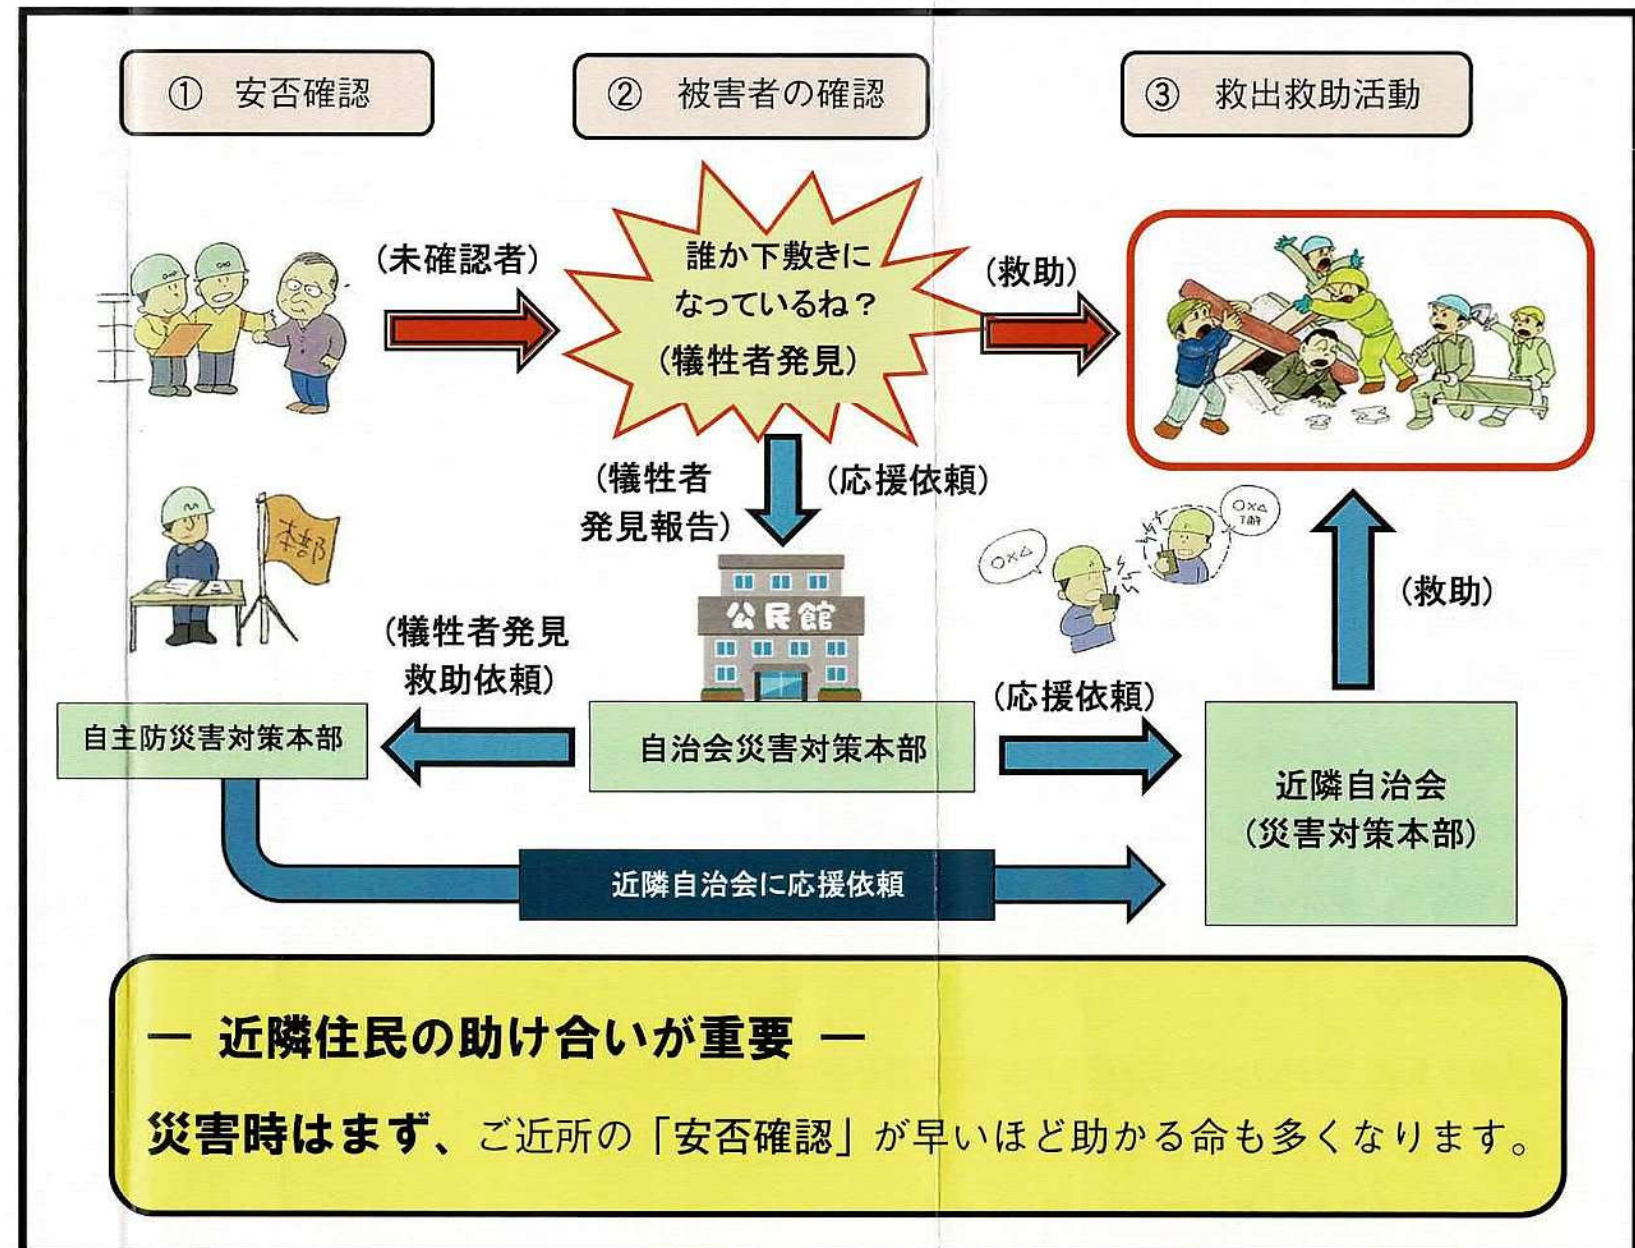 ① 安否確認
② 被害者の確認
③ 救出救助活動
(未確認者)
誰か下敷きに
なっているね？
(犠牲者発見)
(救助)
(犠牲者
発見報告)
(応援依頼)
本部
公民館
○×△
○×△
了解
(救助)
(犠牲者発見
救助依頼)
(応援依頼)
自主防災害対策本部
自治会災害対策本部
近隣自治会
(災害対策本部)
近隣自治会に応援依頼
― 近隣住民の助け合いが重要 ―
災害時はまず、ご近所の「安否確認」が早いほど助かる命も多くなります。